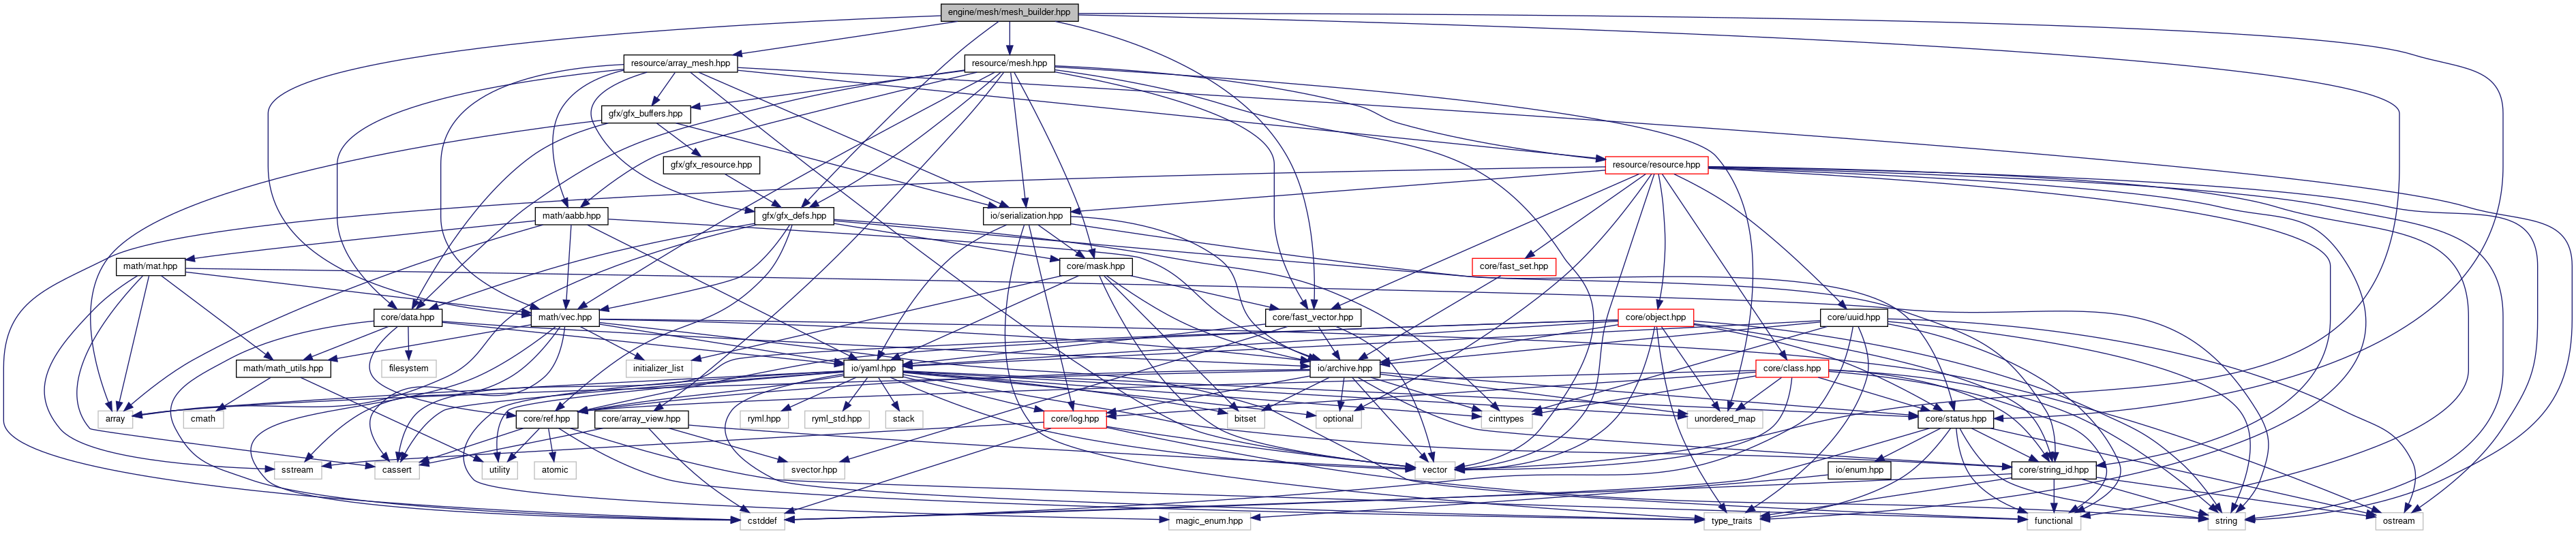 engine/mesh/mesh_builder.hpp
resource/array_mesh.hpp
resource/mesh.hpp
gfx/gfx_buffers.hpp
gfx/gfx_resource.hpp
resource/resource.hpp
math/aabb.hpp
gfx/gfx_defs.hpp
io/serialization.hpp
math/mat.hpp
core/mask.hpp
core/fast_set.hpp
core/data.hpp
math/vec.hpp
core/fast_vector.hpp
core/object.hpp
core/uuid.hpp
math/math_utils.hpp
filesystem
initializer_list
io/yaml.hpp
io/archive.hpp
core/class.hpp
array
cmath
core/ref.hpp
core/array_view.hpp
ryml.hpp
ryml_std.hpp
stack
core/log.hpp
bitset
optional
cinttypes
unordered_map
core/status.hpp
sstream
cassert
utility
atomic
svector.hpp
vector
io/enum.hpp
core/string_id.hpp
cstddef
magic_enum.hpp
type_traits
functional
string
ostream